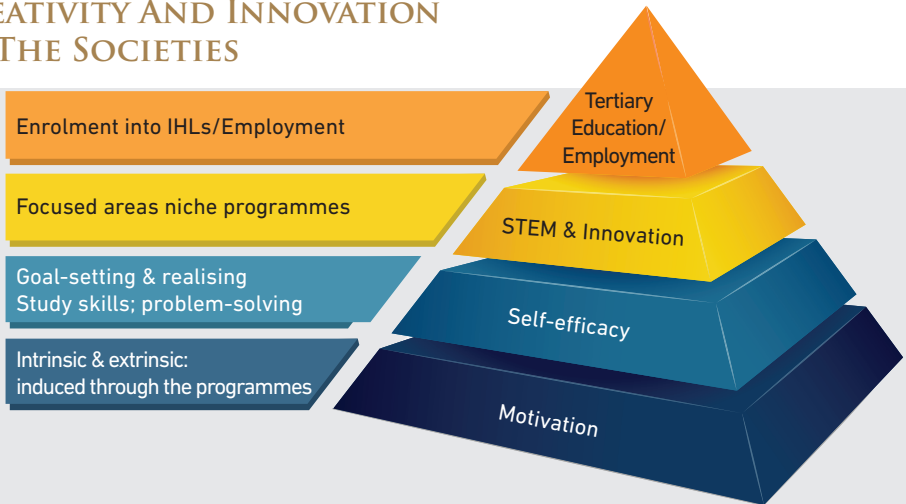 EATIVITY AND INNOVATION
THE SOCIETIES
Enrolment into IHLs/Employment
Tertiary
Education/
Employment
Focused areas niche programmes
STEM & Innovation
Goal-setting & realising
Study skills; problem-solving
Self-efficacy
Intrinsic & extrinsic:
induced through the programmes
Motivation